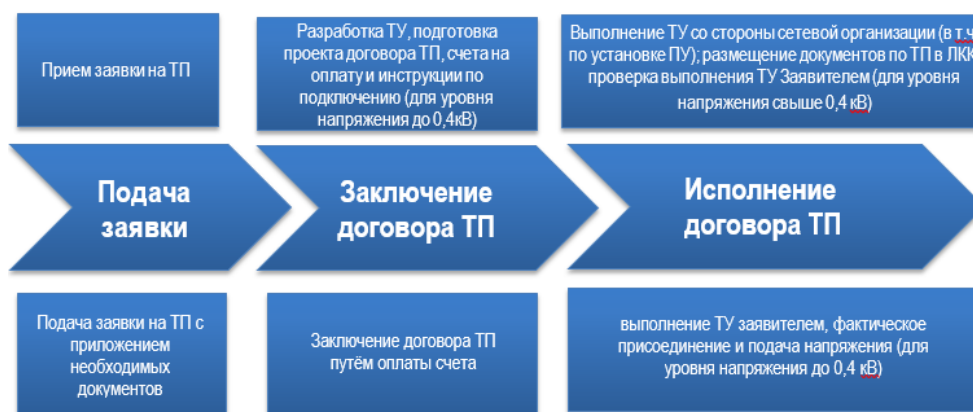 Прием заявки на ТП
Разработка ТУ, подготовка
проекта договора ТП, счета на
оплату и инструкции по
подключению (для уровня
напряжения до 0,4кВ)
Выполнение ТУ со стороны сетевой организации (в т.ч.
по установке ПУ); размещение документов по ТП в ЛКК
проверка выполнения ТУ Заявителем (для уровня
напряжения свыше 0,4 кВ)
Подача
заявки
Заключение
договора ТП
Исполнение
договора ТП
Подача заявки на ТП с
приложением
необходимых
документов
Заключение договора ТП
путём оплаты счета
выполнение ТУ заявителем, фактическое
присоединение и подача напряжения (для
уровня напряжения до 0,4 кВ)